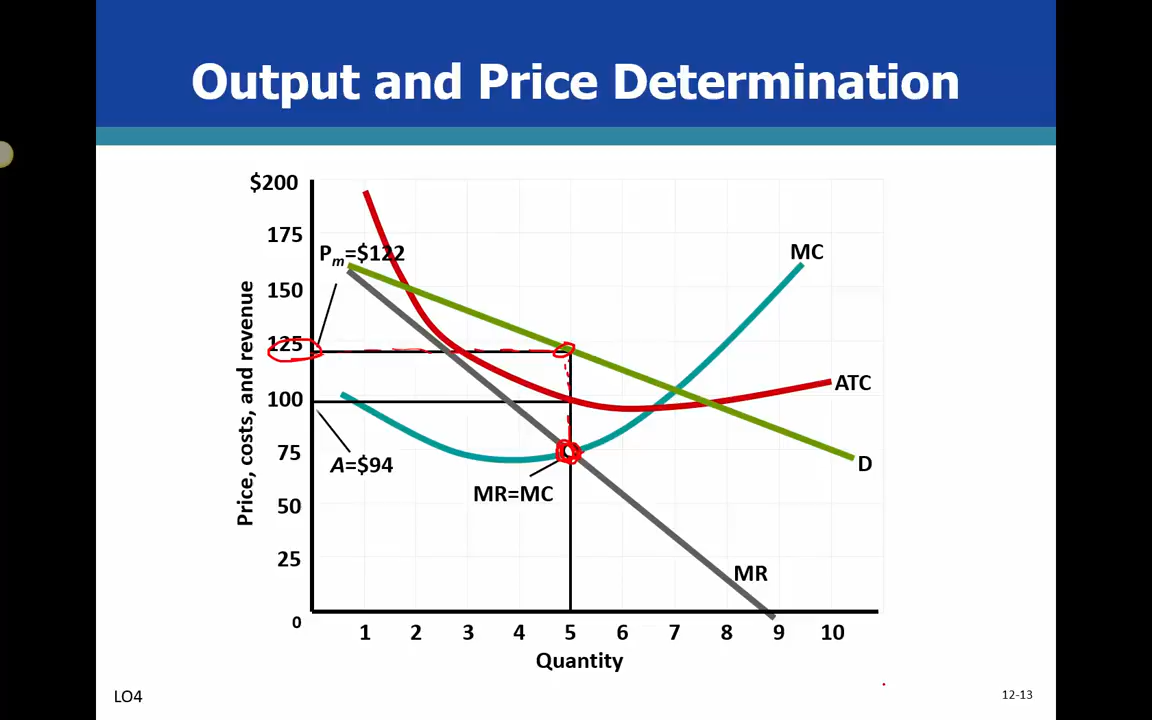 Output and Price Determination
$200
175
150
125
100
75
50
25
0
Price, costs, and revenue
Pm=$122
A=$94
MR=MC
MC
ATC
D
MR
1 2 3 4 5 6 7 8 9 10
Quantity
LO4
12-13